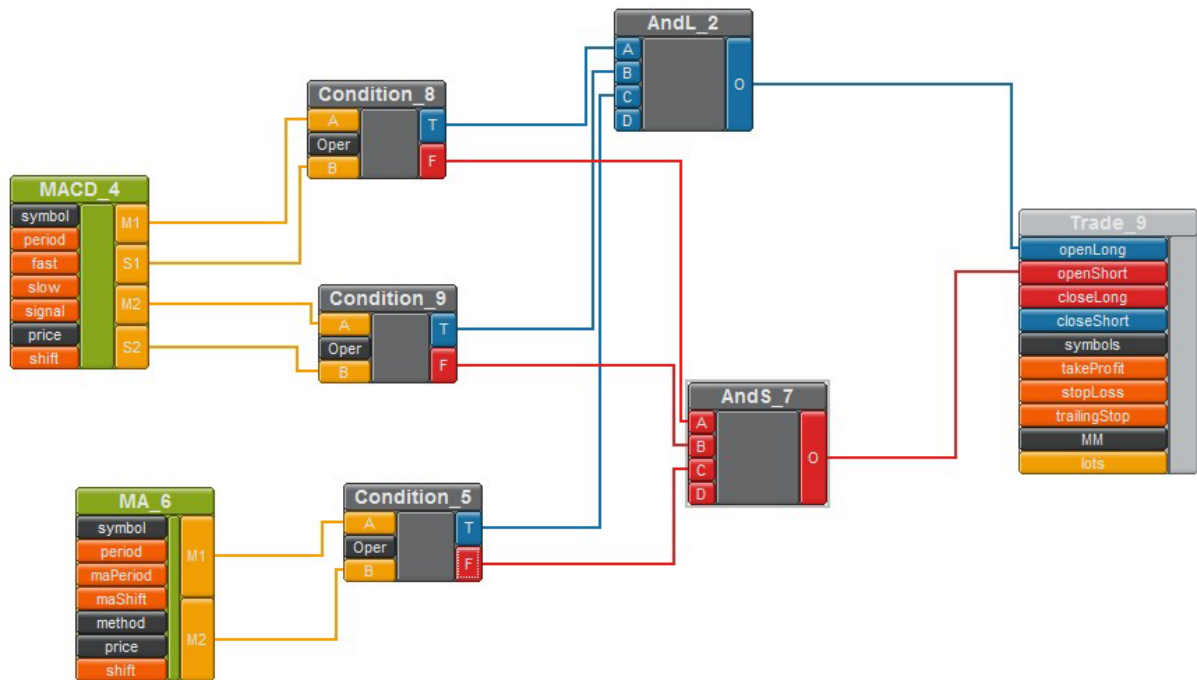 AndL_2
A
B
C
D
O
Condition_8
A
Oper
B
T
F
MACD_4
symbol
period
fast
slow
signal
price
shift
M1
S1
M2
S2
Condition_9
A
Oper
B
T
F
Trade_9
openLong
openShort
closeLong
closeShort
symbols
takeProfit
stopLoss
trailingStop
MM
lots
AndS_7
A
B
C
D
O
MA_6
symbol
period
maPeriod
maShift
method
price
shift
M1
M2
Condition_5
A
Oper
B
T
F